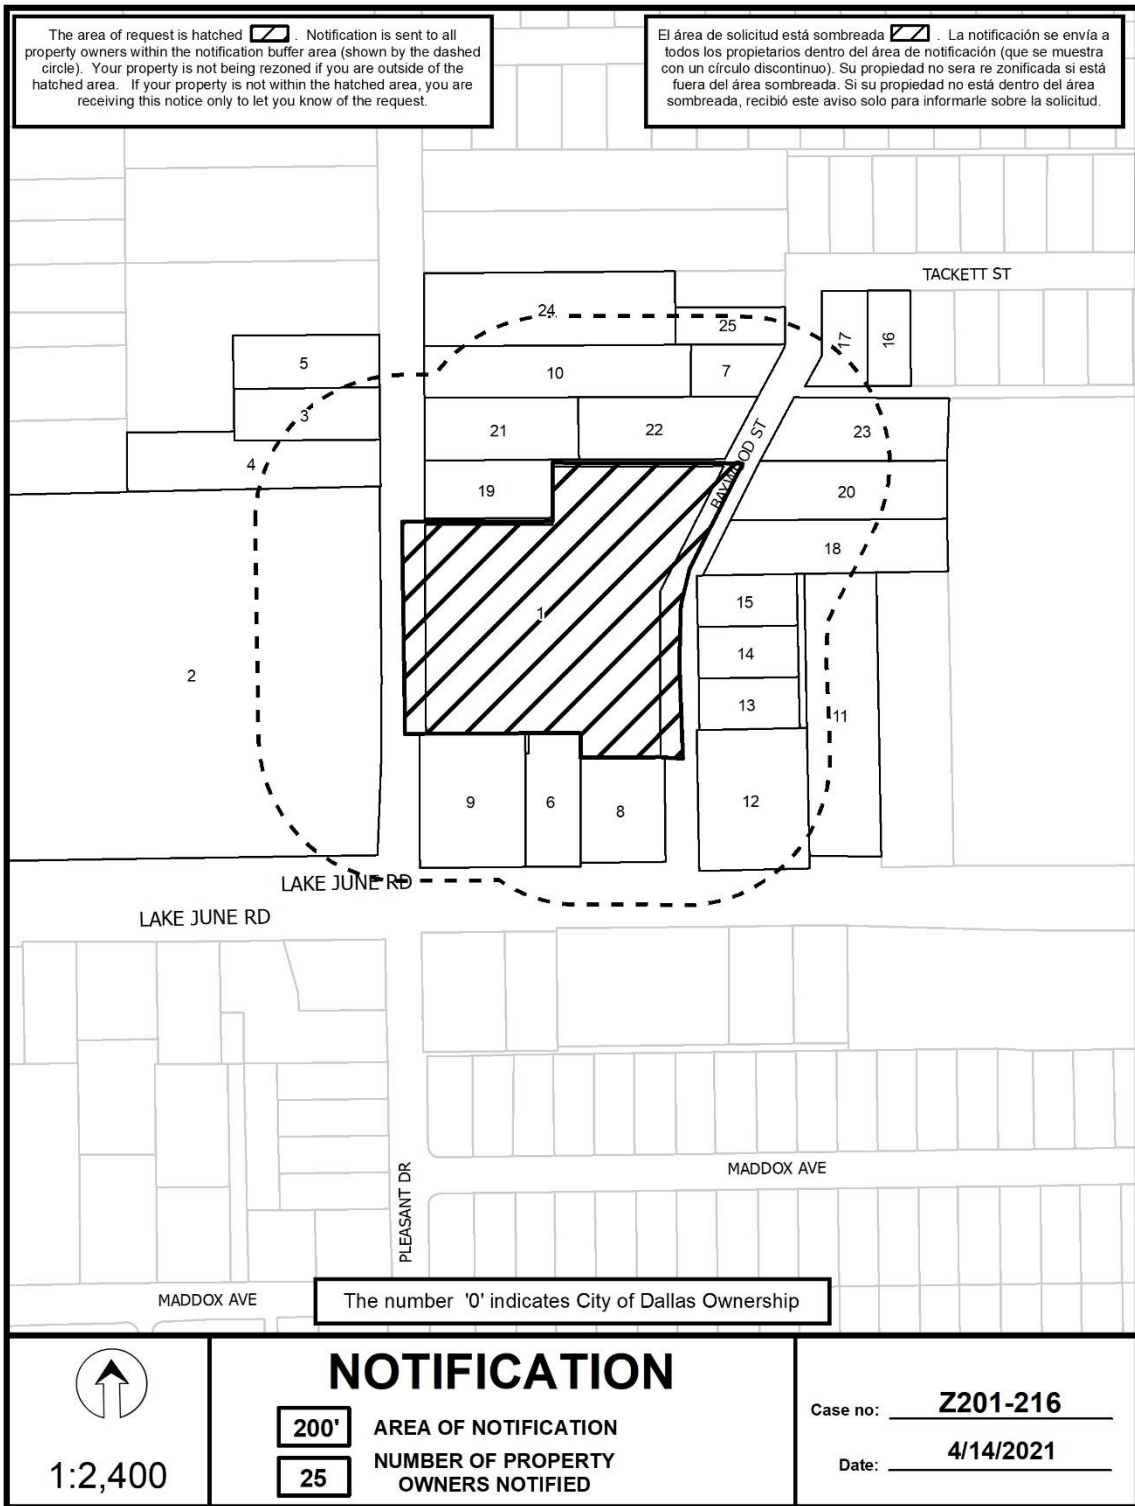 The area of request is hatched . Notification is sent to all
property owners within the notification buffer area (shown by the dashed
circle). Your property is not being rezoned if you are outside of the
hatched area. If your property is not within the hatched area, you are
receiving this notice only to let you know of the request.
El área de solicitud está sombreada . La notificación se envía a
todos los propietarios dentro del área de notificación (que se muestra
con un círculo discontinuo). Su propiedad no sera re zonificada si está
fuera del área sombreada. Si su propiedad no está dentro del área
sombreada, recibió este aviso solo para informarle sobre la solicitud.
TACKETT ST
24
25
17
16
5
10
7
3
21
22
23
4
19
BAYWOOD ST
20
18
1
15
14
2
13
11
9
6
8
12
LAKE JUNE RD
LAKE JUNE RD
PLEASANT DR
MADDOX AVE
MADDOX AVE
The number '0' indicates City of Dallas Ownership
1:2,400
NOTIFICATION
200' AREA OF NOTIFICATION
25 NUMBER OF PROPERTY
OWNERS NOTIFIED
Case no: Z201-216
Date: 4/14/2021